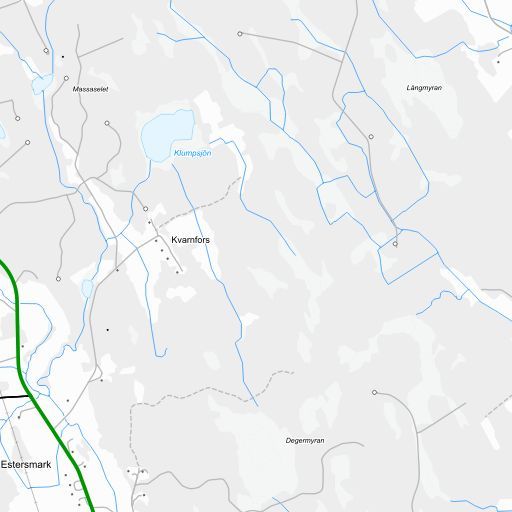 Massaselet
Långmyran
Klumpsjön
Kvarnfors
Degermyran
Estersmark